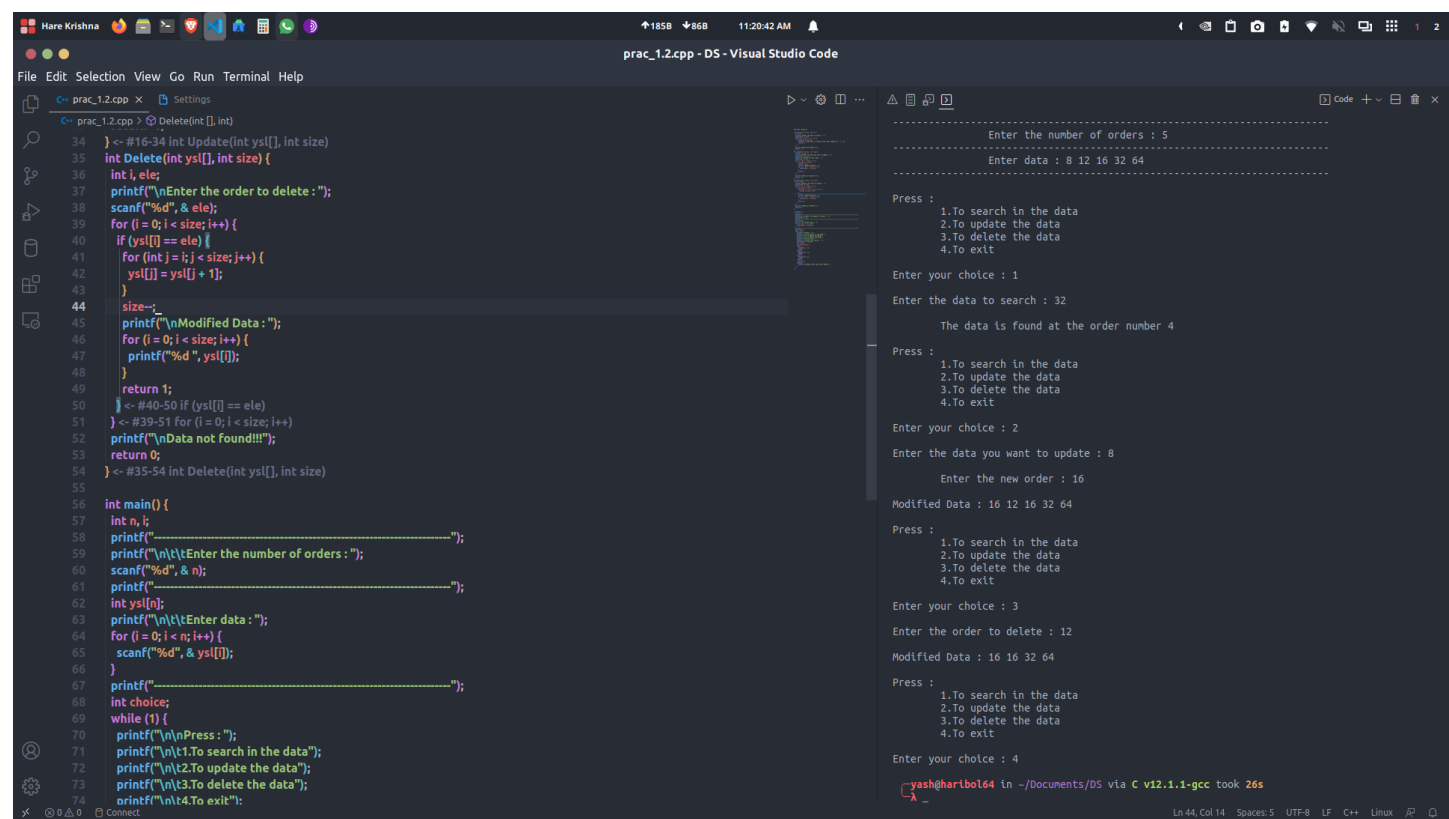 Hare Krishna
↑185B ↓86B 11:20:42 AM
1 2
prac_1.2.cpp - DS - Visual Studio Code
File Edit Selection View Go Run Terminal Help
C++ prac_1.2.cpp × Settings
C++ prac_1.2.cpp > Delete(int [], int)
34 } <- #16-34 int Update(int ysl[], int size)
35 int Delete(int ysl[], int size) {
36 int i, ele;
37 printf("\nEnter the order to delete : ");
38 scanf("%d", & ele);
39 for (i = 0; i < size; i++) {
40 if (ysl[i] == ele) {
41 for (int j = i; j < size; j++) {
42 ysl[j] = ysl[j + 1];
43 }
44 size--;
45 printf("\nModified Data : ");
46 for (i = 0; i < size; i++) {
47 printf("%d ", ysl[i]);
48 }
49 return 1;
50 } <- #40-50 if (ysl[i] == ele)
51 } <- #39-51 for (i = 0; i < size; i++)
52 printf("\nData not found!!!");
53 return 0;
54 } <- #35-54 int Delete(int ysl[], int size)
55
56 int main() {
57 int n, i;
58 printf("--------------------------------------------------------------------------");
59 printf("\n\t\tEnter the number of orders : ");
60 scanf("%d", & n);
61 printf("--------------------------------------------------------------------------");
62 int ysl[n];
63 printf("\n\t\tEnter data : ");
64 for (i = 0; i < n; i++) {
65 scanf("%d", & ysl[i]);
66 }
67 printf("--------------------------------------------------------------------------");
68 int choice;
69 while (1) {
70 printf("\n\nPress : ");
71 printf("\n\t1.To search in the data");
72 printf("\n\t2.To update the data");
73 printf("\n\t3.To delete the data");
74 printf("\n\t4.To exit");
Code
--------------------------------------------------------------------------
Enter the number of orders : 5
--------------------------------------------------------------------------
Enter data : 8 12 16 32 64
--------------------------------------------------------------------------
Press :
1.To search in the data
2.To update the data
3.To delete the data
4.To exit
Enter your choice : 1
Enter the data to search : 32
The data is found at the order number 4
Press :
1.To search in the data
2.To update the data
3.To delete the data
4.To exit
Enter your choice : 2
Enter the data you want to update : 8
Enter the new order : 16
Modified Data : 16 12 16 32 64
Press :
1.To search in the data
2.To update the data
3.To delete the data
4.To exit
Enter your choice : 3
Enter the order to delete : 12
Modified Data : 16 16 32 64
Press :
1.To search in the data
2.To update the data
3.To delete the data
4.To exit
Enter your choice : 4
yash@haribol64 in ~/Documents/DS via C v12.1.1-gcc took 26s
λ _
0 0 Connect
Ln 44, Col 14 Spaces: 5 UTF-8 LF C++ Linux